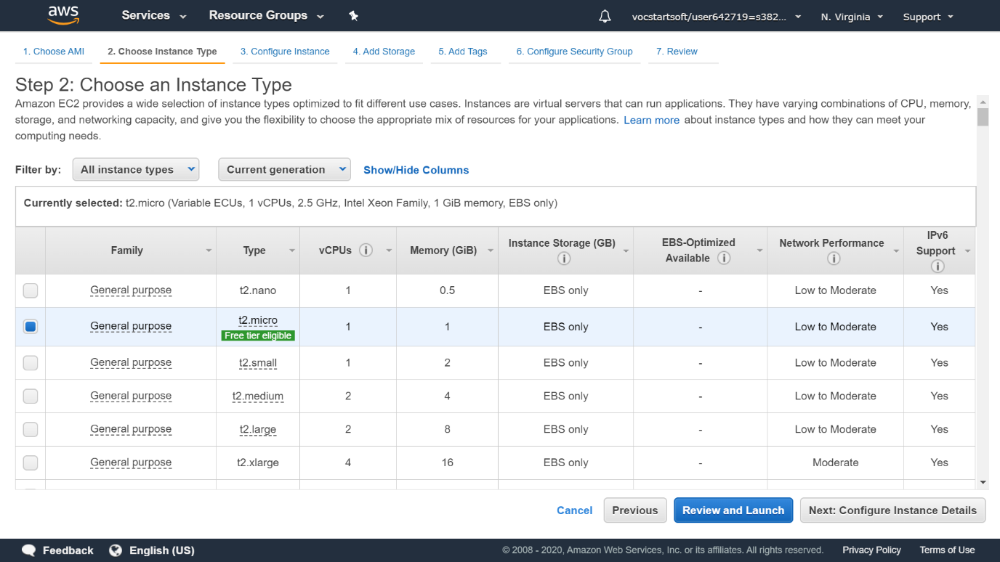 aws Services Resource Groups vocstartsoft/user642719=s382... N. Virginia Support
1. Choose AMI 2. Choose Instance Type 3. Configure Instance 4. Add Storage 5. Add Tags 6. Configure Security Group 7. Review
Step 2: Choose an Instance Type
Amazon EC2 provides a wide selection of instance types optimized to fit different use cases. Instances are virtual servers that can run applications. They have varying combinations of CPU, memory,
storage, and networking capacity, and give you the flexibility to choose the appropriate mix of resources for your applications. Learn more about instance types and how they can meet your
computing needs.
Filter by: All instance types Current generation Show/Hide Columns
Currently selected: t2.micro (Variable ECUs, 1 vCPUs, 2.5 GHz, Intel Xeon Family, 1 GiB memory, EBS only)
Family Type vCPUs i Memory (GiB) Instance Storage (GB) i EBS-Optimized Available i Network Performance i IPv6 Support i
General purpose t2.nano 1 0.5 EBS only - Low to Moderate Yes
General purpose t2.micro Free tier eligible 1 1 EBS only - Low to Moderate Yes
General purpose t2.small 1 2 EBS only - Low to Moderate Yes
General purpose t2.medium 2 4 EBS only - Low to Moderate Yes
General purpose t2.large 2 8 EBS only - Low to Moderate Yes
General purpose t2.xlarge 4 16 EBS only - Moderate Yes
Cancel Previous Review and Launch Next: Configure Instance Details
Feedback English (US) © 2008 - 2020, Amazon Web Services, Inc. or its affiliates. All rights reserved. Privacy Policy Terms of Use